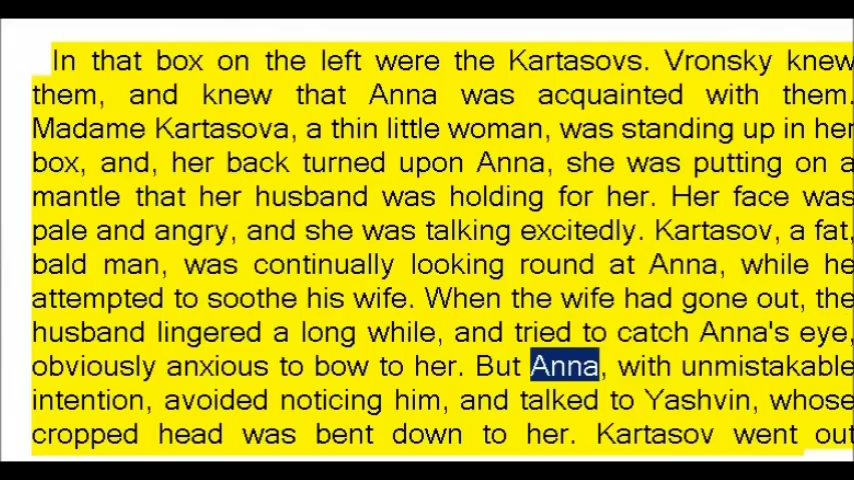 In that box on the left were the Kartasovs. Vronsky knew
them, and knew that Anna was acquainted with them.
Madame Kartasova, a thin little woman, was standing up in her
box, and, her back turned upon Anna, she was putting on a
mantle that her husband was holding for her. Her face was
pale and angry, and she was talking excitedly. Kartasov, a fat,
bald man, was continually looking round at Anna, while he
attempted to soothe his wife. When the wife had gone out, the
husband lingered a long while, and tried to catch Anna's eye,
obviously anxious to bow to her. But Anna, with unmistakable
intention, avoided noticing him, and talked to Yashvin, whose
cropped head was bent down to her. Kartasov went out